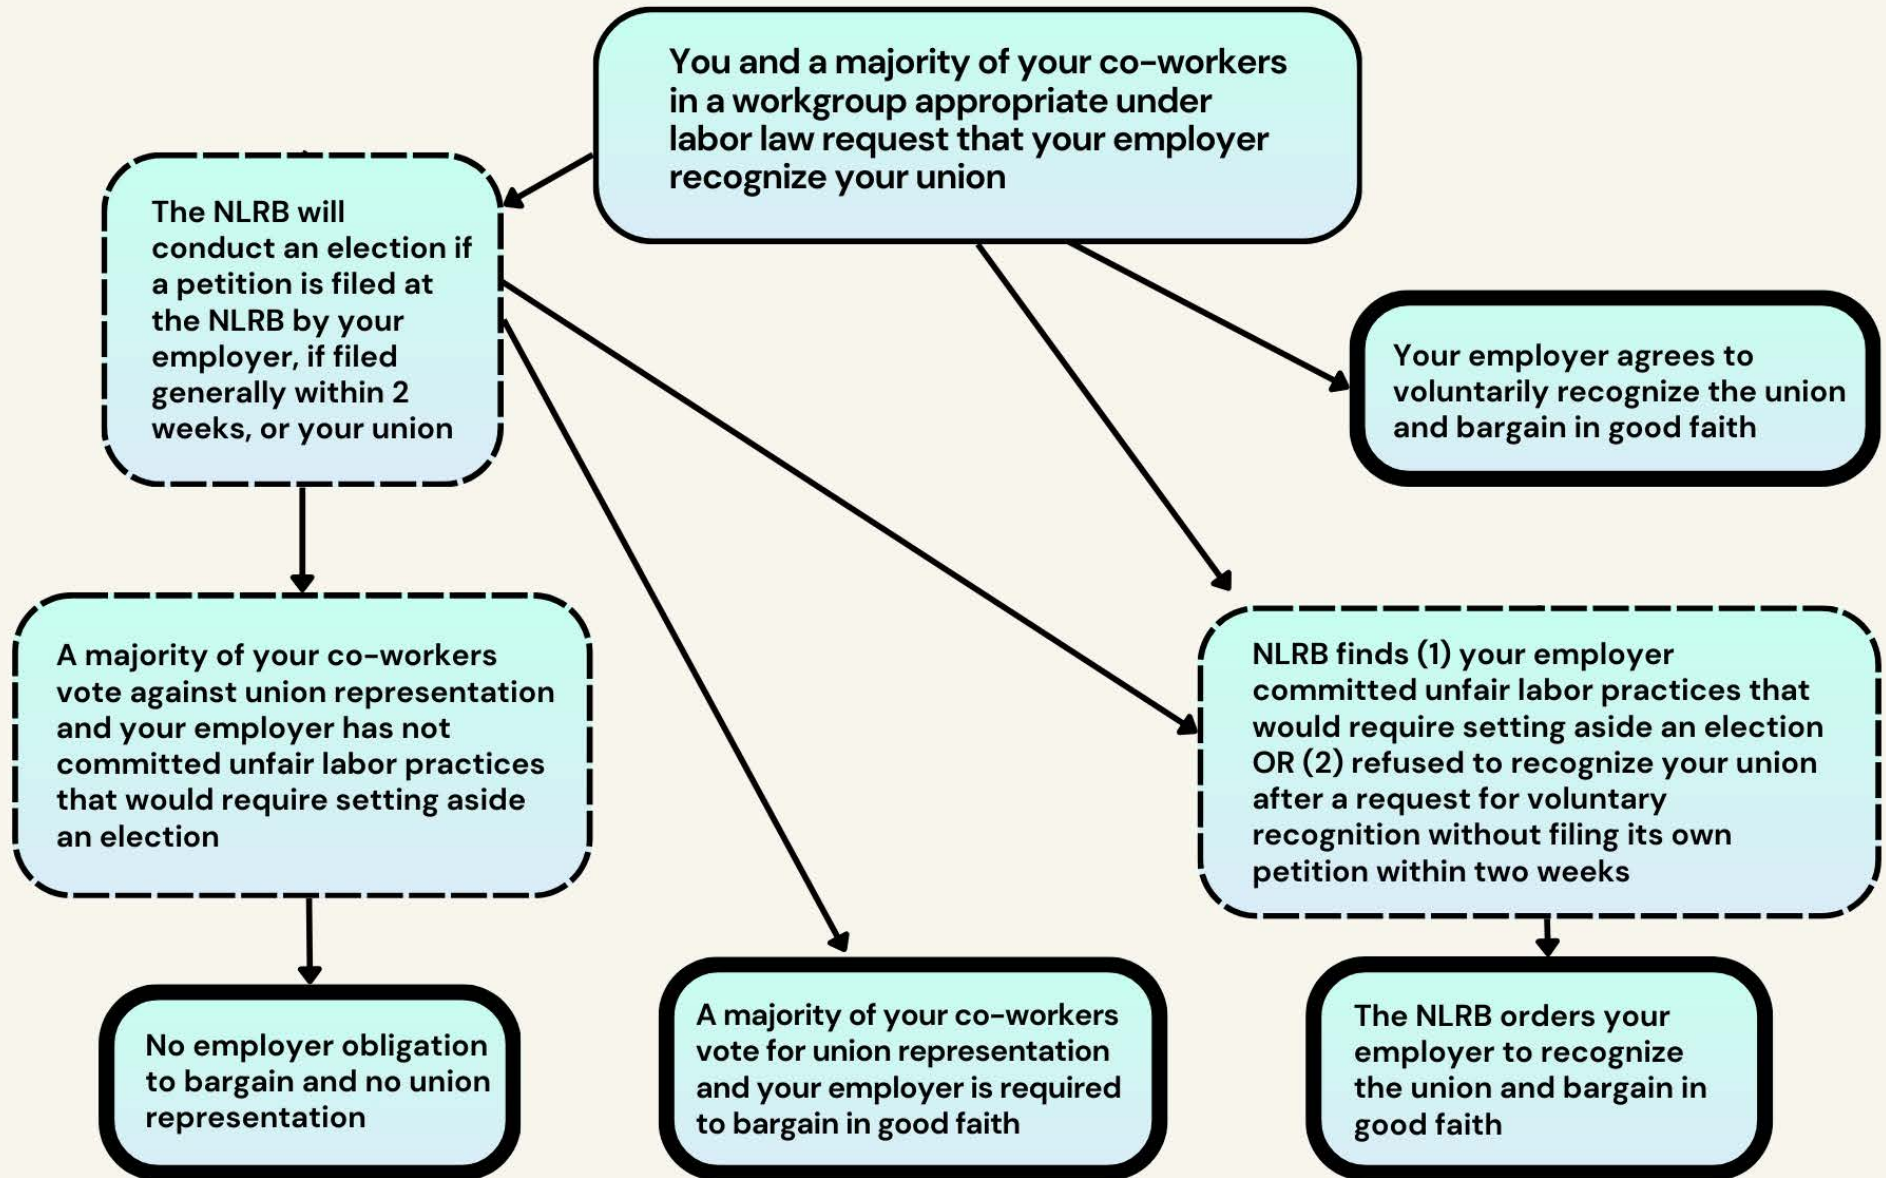 You and a majority of your co-workers
in a workgroup appropriate under
labor law request that your employer
recognize your union
The NLRB will
conduct an election if
a petition is filed at
the NLRB by your
employer, if filed
generally within 2
weeks, or your union
Your employer agrees to
voluntarily recognize the union
and bargain in good faith
A majority of your co-workers
vote against union representation
and your employer has not
committed unfair labor practices
that would require setting aside
an election
NLRB finds (1) your employer
committed unfair labor practices that
would require setting aside an election
OR (2) refused to recognize your union
after a request for voluntary
recognition without filing its own
petition within two weeks
No employer obligation
to bargain and no union
representation
A majority of your co-workers
vote for union representation
and your employer is required
to bargain in good faith
The NLRB orders your
employer to recognize
the union and bargain in
good faith